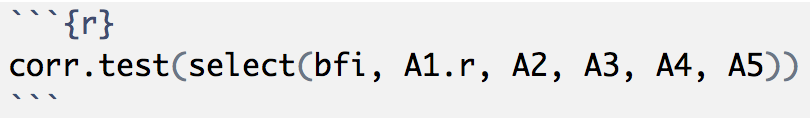 ```{r}
corr.test(select(bfi, A1.r, A2, A3, A4, A5))
```